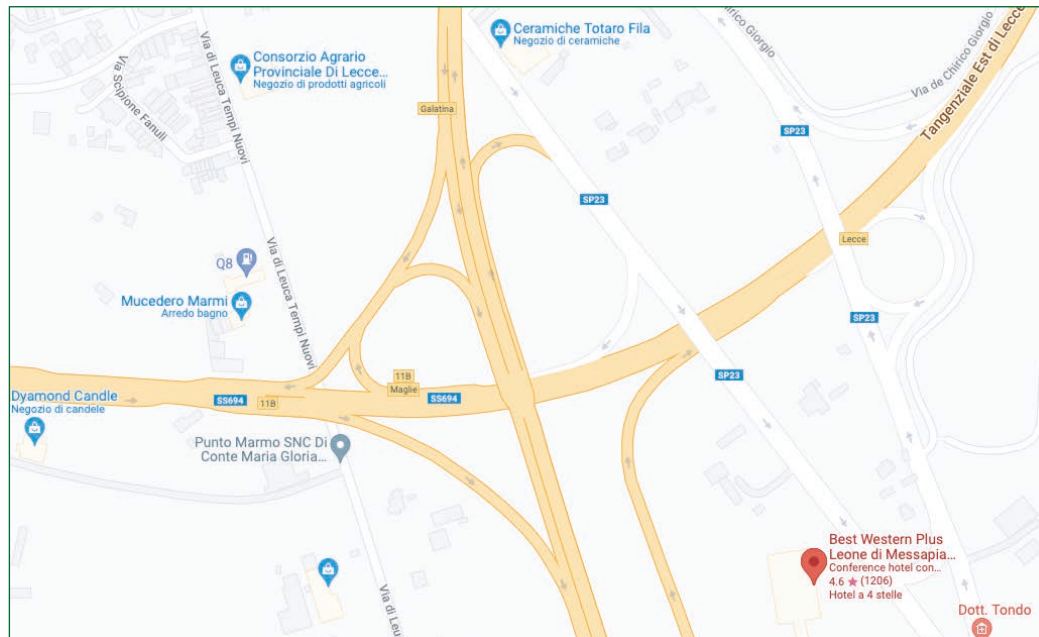 Ceramiche Totaro Fila
Negozio di ceramiche
Via de Chirico Giorgio
Consorzio Agrario
Provinciale Di Lecce...
Negozio di prodotti agricoli
Via di Leuca Tempi Nuovi
Via Scipione Fanuli
Galatina
Via de Chirico Giorgio
Tangenziale Est di Lecce
SP23
SP23
Lecce
Q8
Via di Leuca Tempi Nuovi
Mucedero Marmi
Arredo bagno
SP23
11B
Maglie
SP23
Dyamond Candle
Negozio di candele
SS694
11B
SS694
Punto Marmo SNC Di
Conte Maria Gloria...
Best Western Plus
Leone di Messapia...
Conference hotel con...
4.6 ★ (1206)
Hotel a 4 stelle
Via di Leu
Dott. Tondo